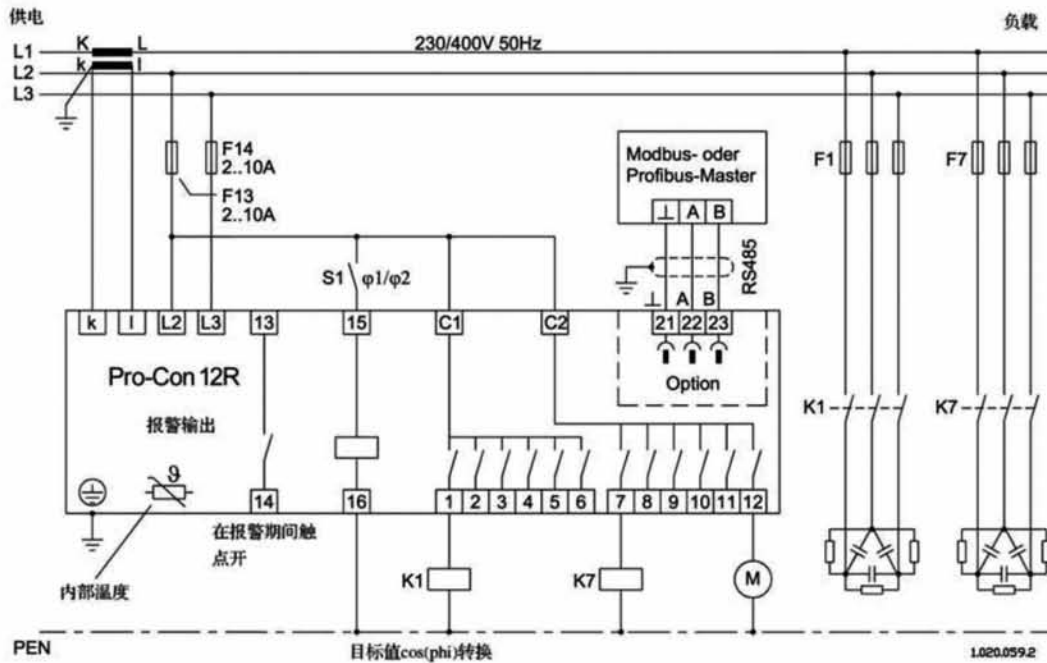 供电
负载
K L
L1
230/400V 50Hz
k l
L2
L3
F14
2..10A
F13
2..10A
Modbus- oder
Profibus-Master
⊥ A B
F1
F7
S1 φ1/φ2
RS485
⊥ A B
k l L2 L3 13 15 C1 C2 21 22 23
Pro-Con 12R
Option
报警输出
K1
K7
ϑ
14 16 1 2 3 4 5 6 7 8 9 10 11 12
在报警期间触
点开
内部温度
K1
K7
M
PEN
目标值cos(phi)转换
1.020.059.2